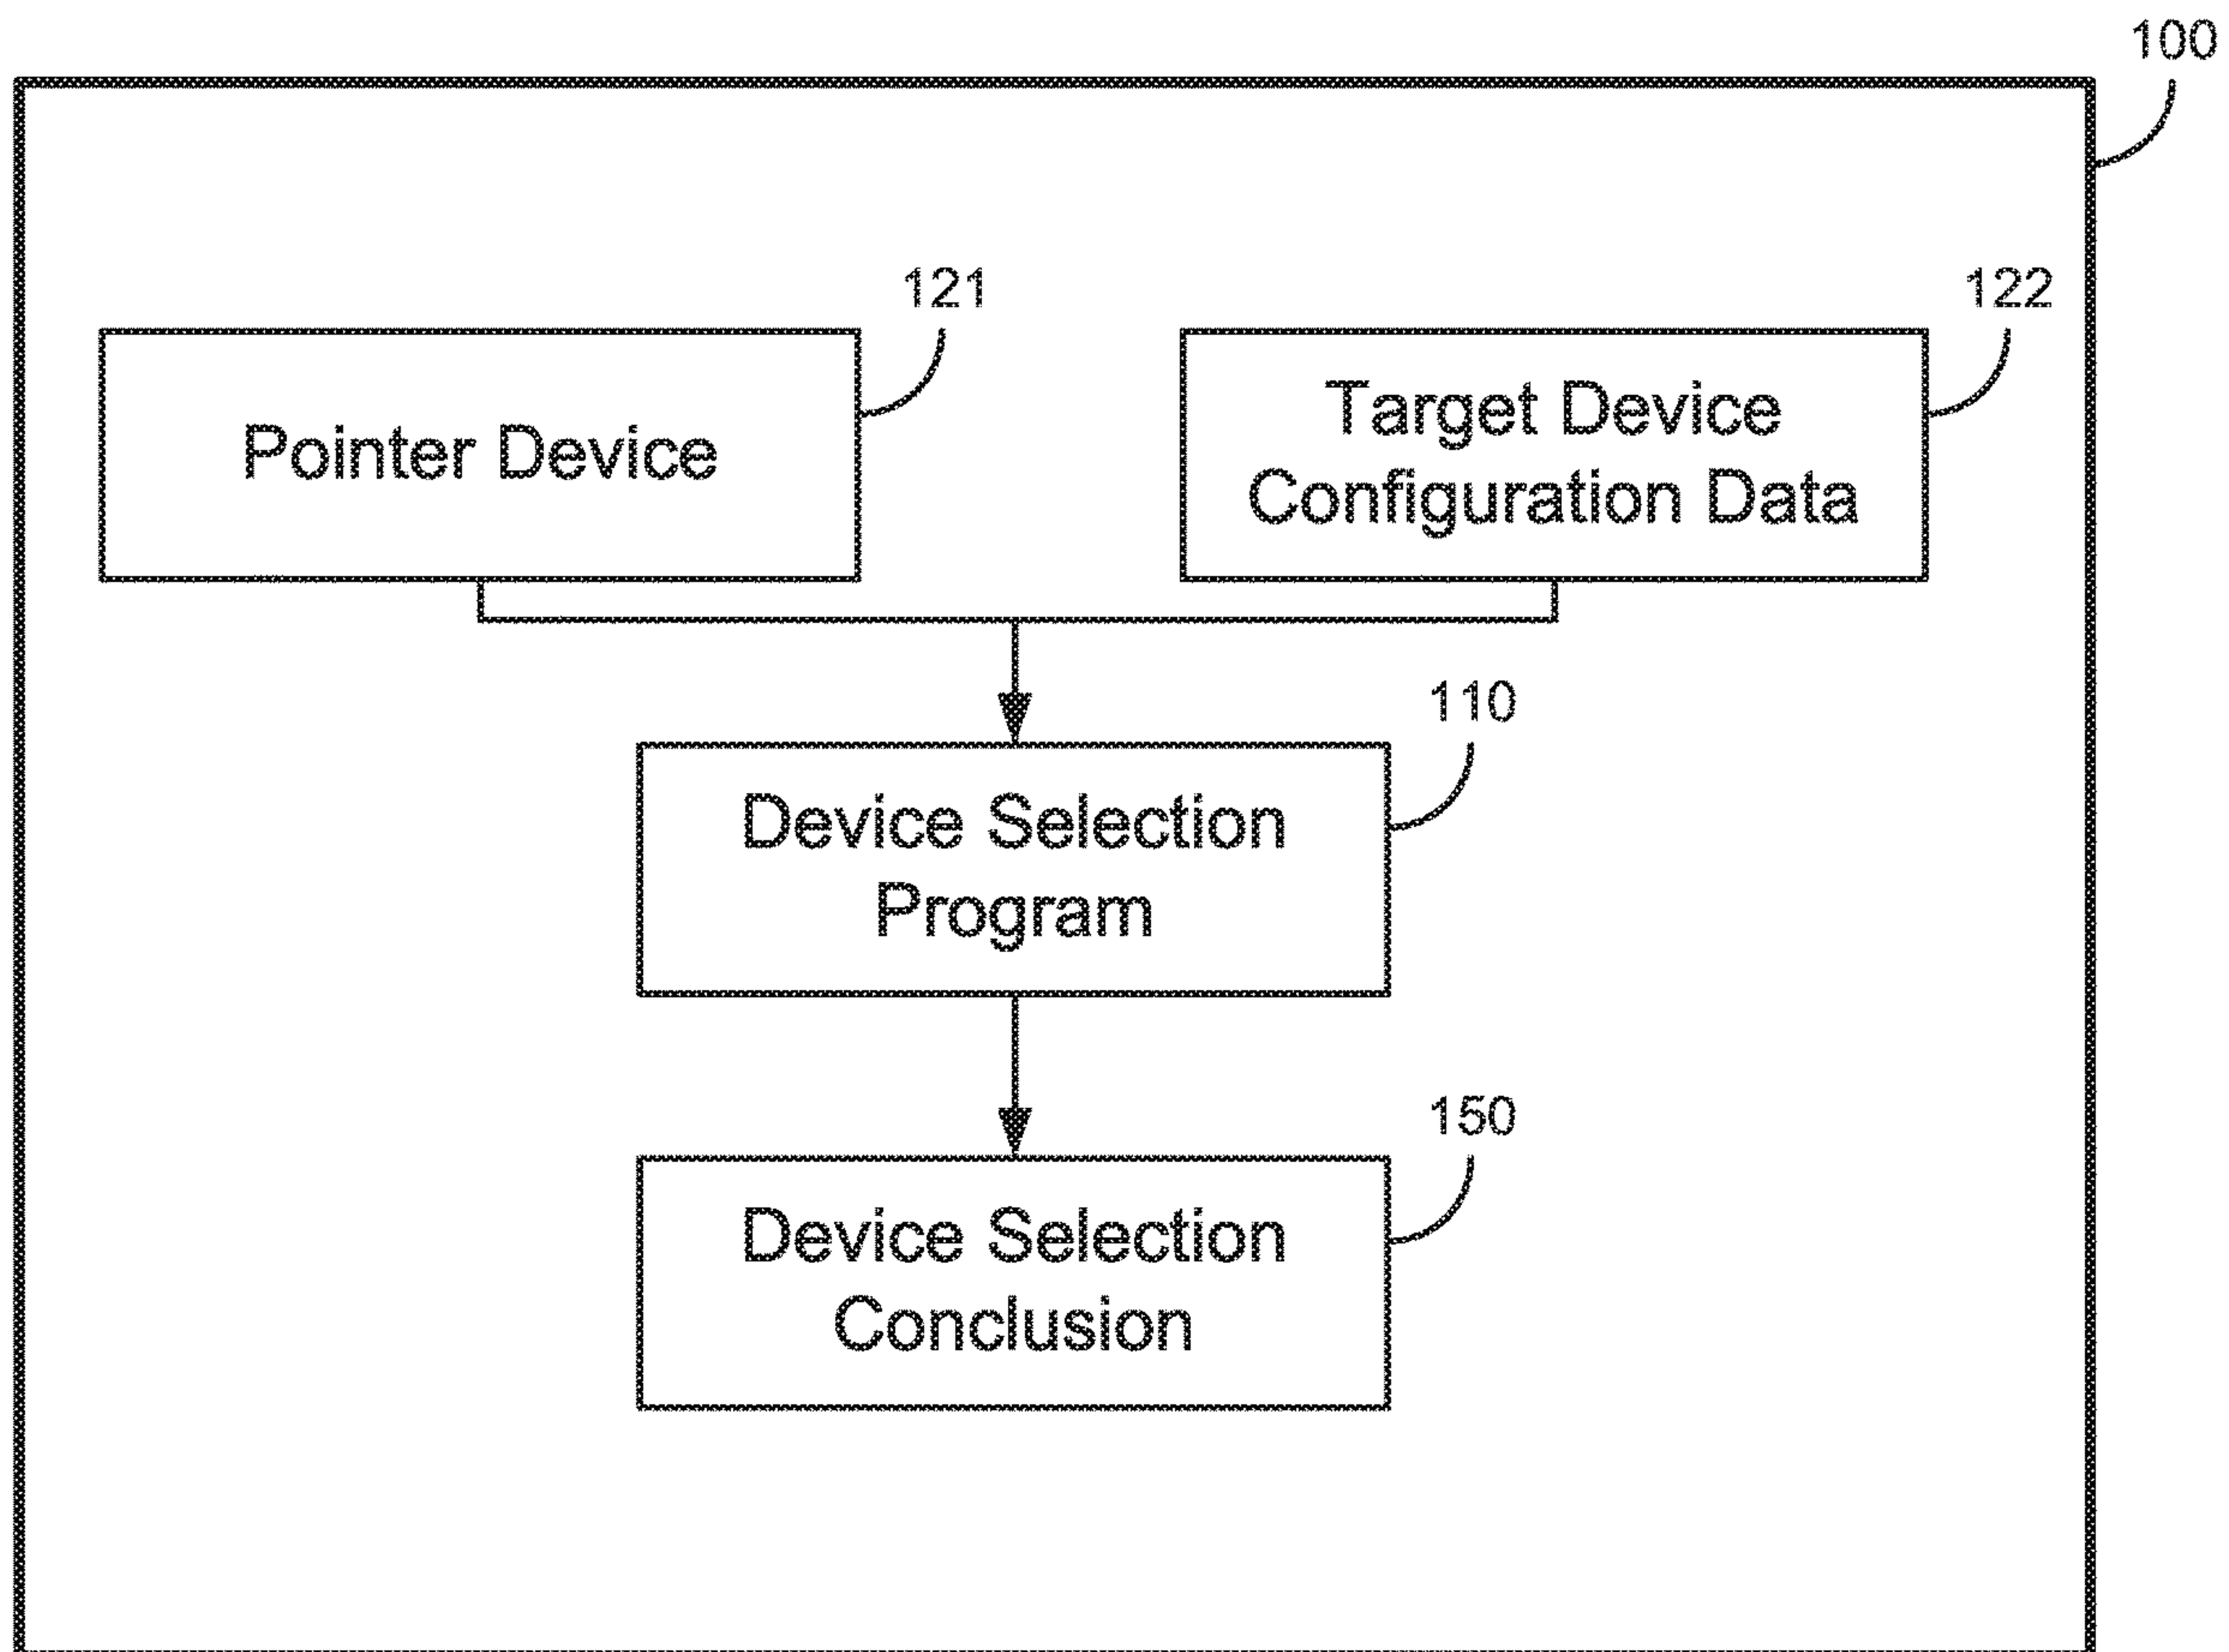 100
121
122
Pointer Device
Target Device
Configuration Data
110
Device Selection
Program
150
Device Selection
Conclusion